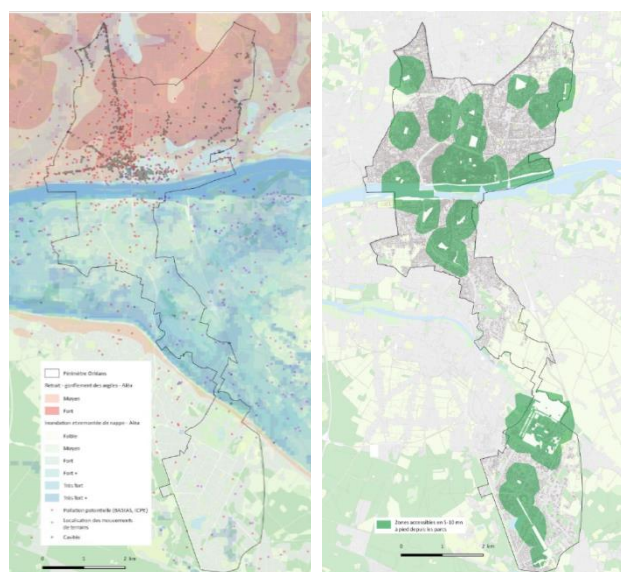 Périmètre Orléans
Retrait - gonflement des argiles - Aléa
Moyen
Fort
Inondation et remontée de nappe - Aléa
Faible
Moyen
Fort
Fort +
Très fort
Très fort +
Pollution potentielle (BASIAS, ICPE)
Localisation des mouvements
de terrains
Cavité
0 1 2 km
Zones accessibles en 5-10 mn
à pied depuis les parcs
0 1 2 km